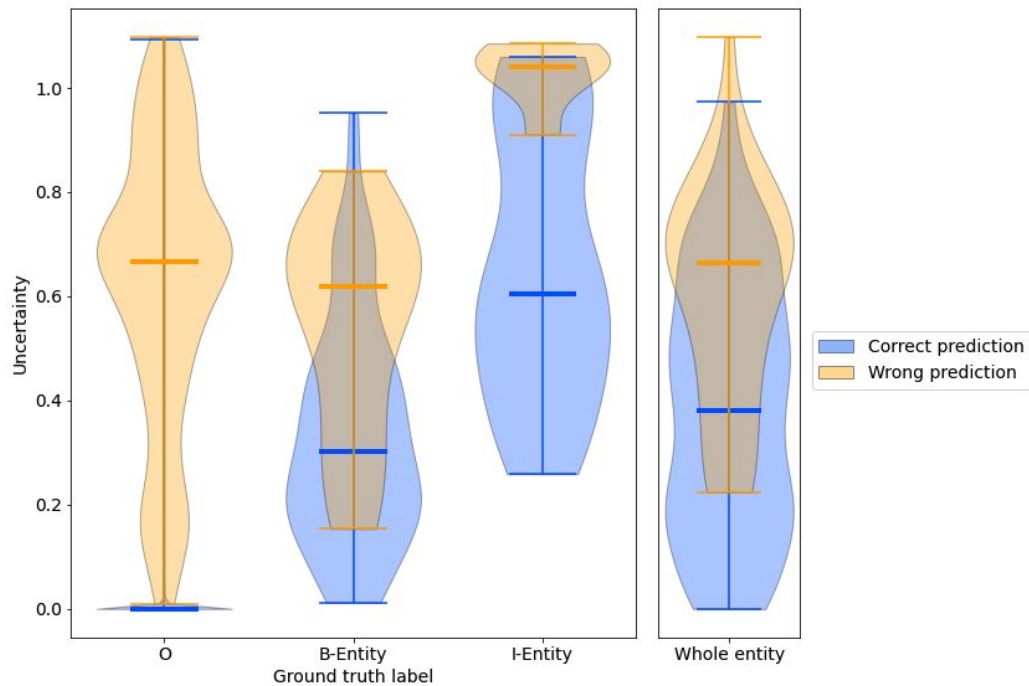 Uncertainty
1.0
0.8
0.6
0.4
0.2
0.0
O
B-Entity
I-Entity
Whole entity
Ground truth label
Correct prediction
Wrong prediction